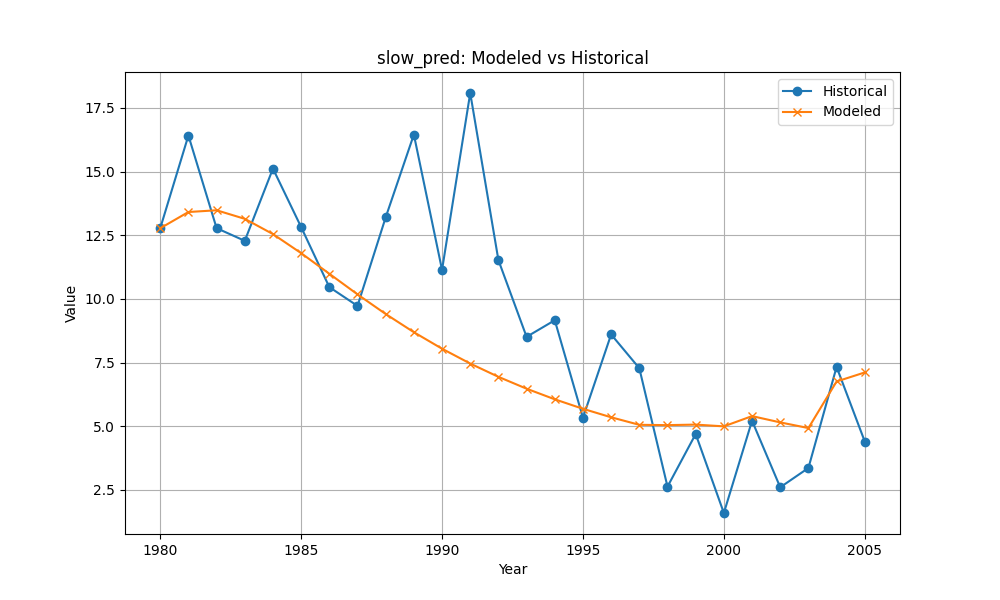 slow_pred: Modeled vs Historical
Historical
Modeled
Value
17.5
15.0
12.5
10.0
7.5
5.0
2.5
1980
1985
1990
1995
2000
2005
Year